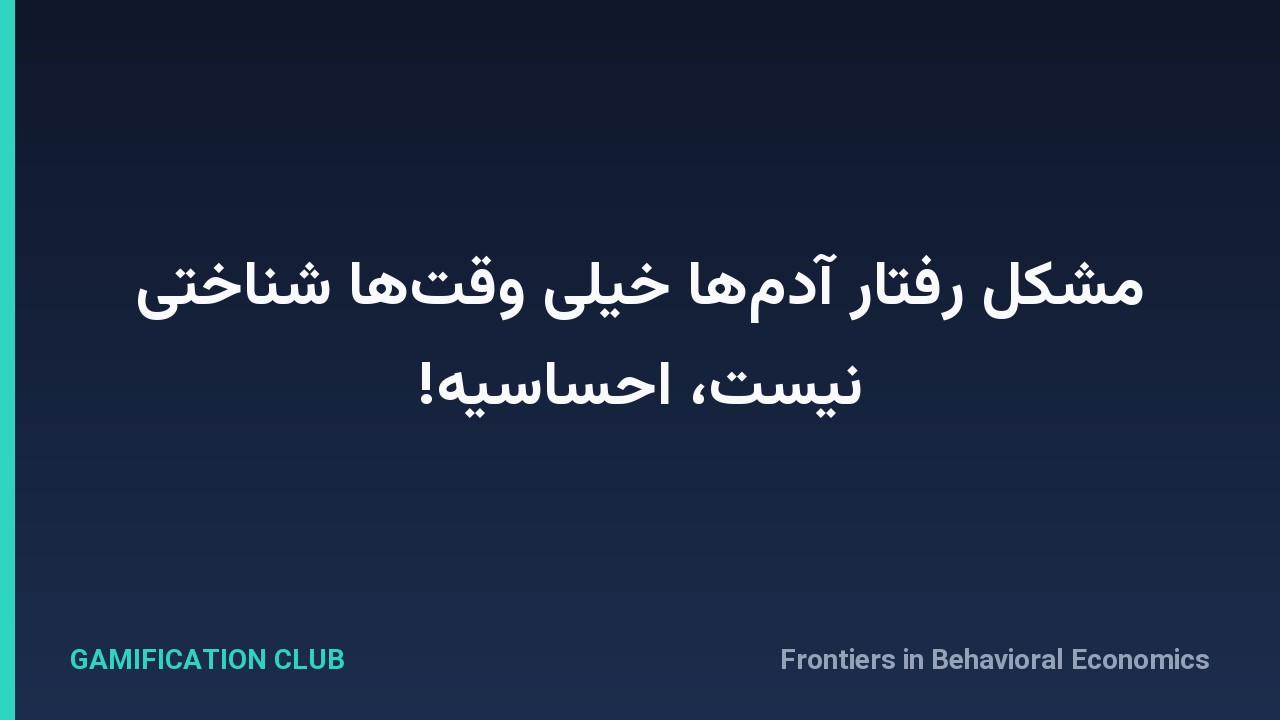 مشکل رفتار آدم‌ها خیلی وقت‌ها شناختی
نیست، احساسیه!
GAMIFICATION CLUB
Frontiers in Behavioral Economics